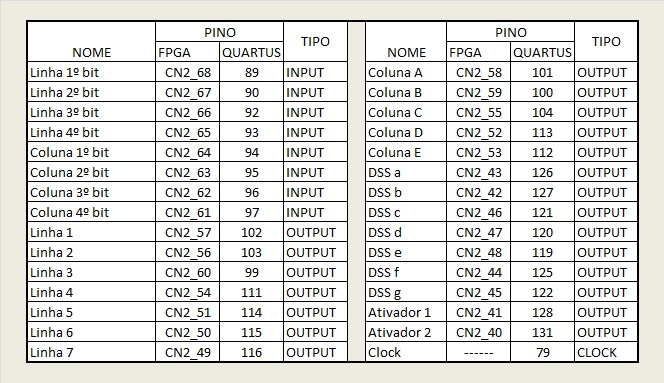 NOME PINO TIPO NOME PINO TIPO
FPGA QUARTUS FPGA QUARTUS
Linha 1º bit CN2_68 89 INPUT Coluna A CN2_58 101 OUTPUT
Linha 2º bit CN2_67 90 INPUT Coluna B CN2_59 100 OUTPUT
Linha 3º bit CN2_66 92 INPUT Coluna C CN2_55 104 OUTPUT
Linha 4º bit CN2_65 93 INPUT Coluna D CN2_52 113 OUTPUT
Coluna 1º bit CN2_64 94 INPUT Coluna E CN2_53 112 OUTPUT
Coluna 2º bit CN2_63 95 INPUT DSS a CN2_43 126 OUTPUT
Coluna 3º bit CN2_62 96 INPUT DSS b CN2_42 127 OUTPUT
Coluna 4º bit CN2_61 97 INPUT DSS c CN2_46 121 OUTPUT
Linha 1 CN2_57 102 OUTPUT DSS d CN2_47 120 OUTPUT
Linha 2 CN2_56 103 OUTPUT DSS e CN2_48 119 OUTPUT
Linha 3 CN2_60 99 OUTPUT DSS f CN2_44 125 OUTPUT
Linha 4 CN2_54 111 OUTPUT DSS g CN2_45 122 OUTPUT
Linha 5 CN2_51 114 OUTPUT Ativador 1 CN2_41 128 OUTPUT
Linha 6 CN2_50 115 OUTPUT Ativador 2 CN2_40 131 OUTPUT
Linha 7 CN2_49 116 OUTPUT Clock ------ 79 CLOCK